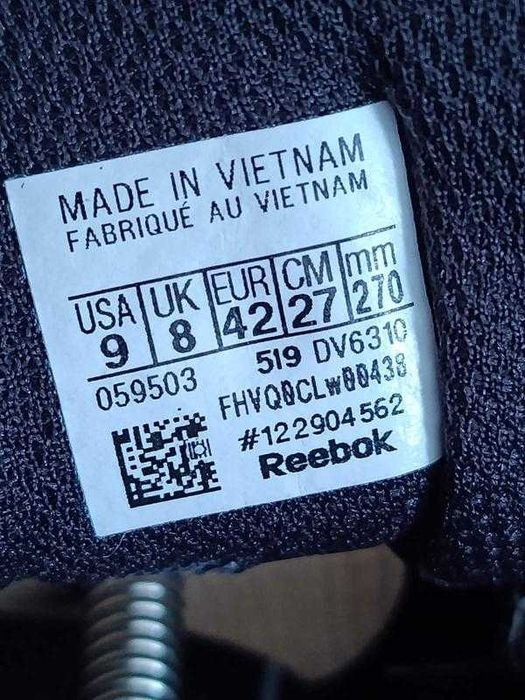 MADE IN VIETNAM
FABRIQUÉ AU VIETNAM
USA UK EUR CM mm
9 8 42 27 270
059503 5I9 DV6310
FHVQ0CLW00438
#122904562
Reebok